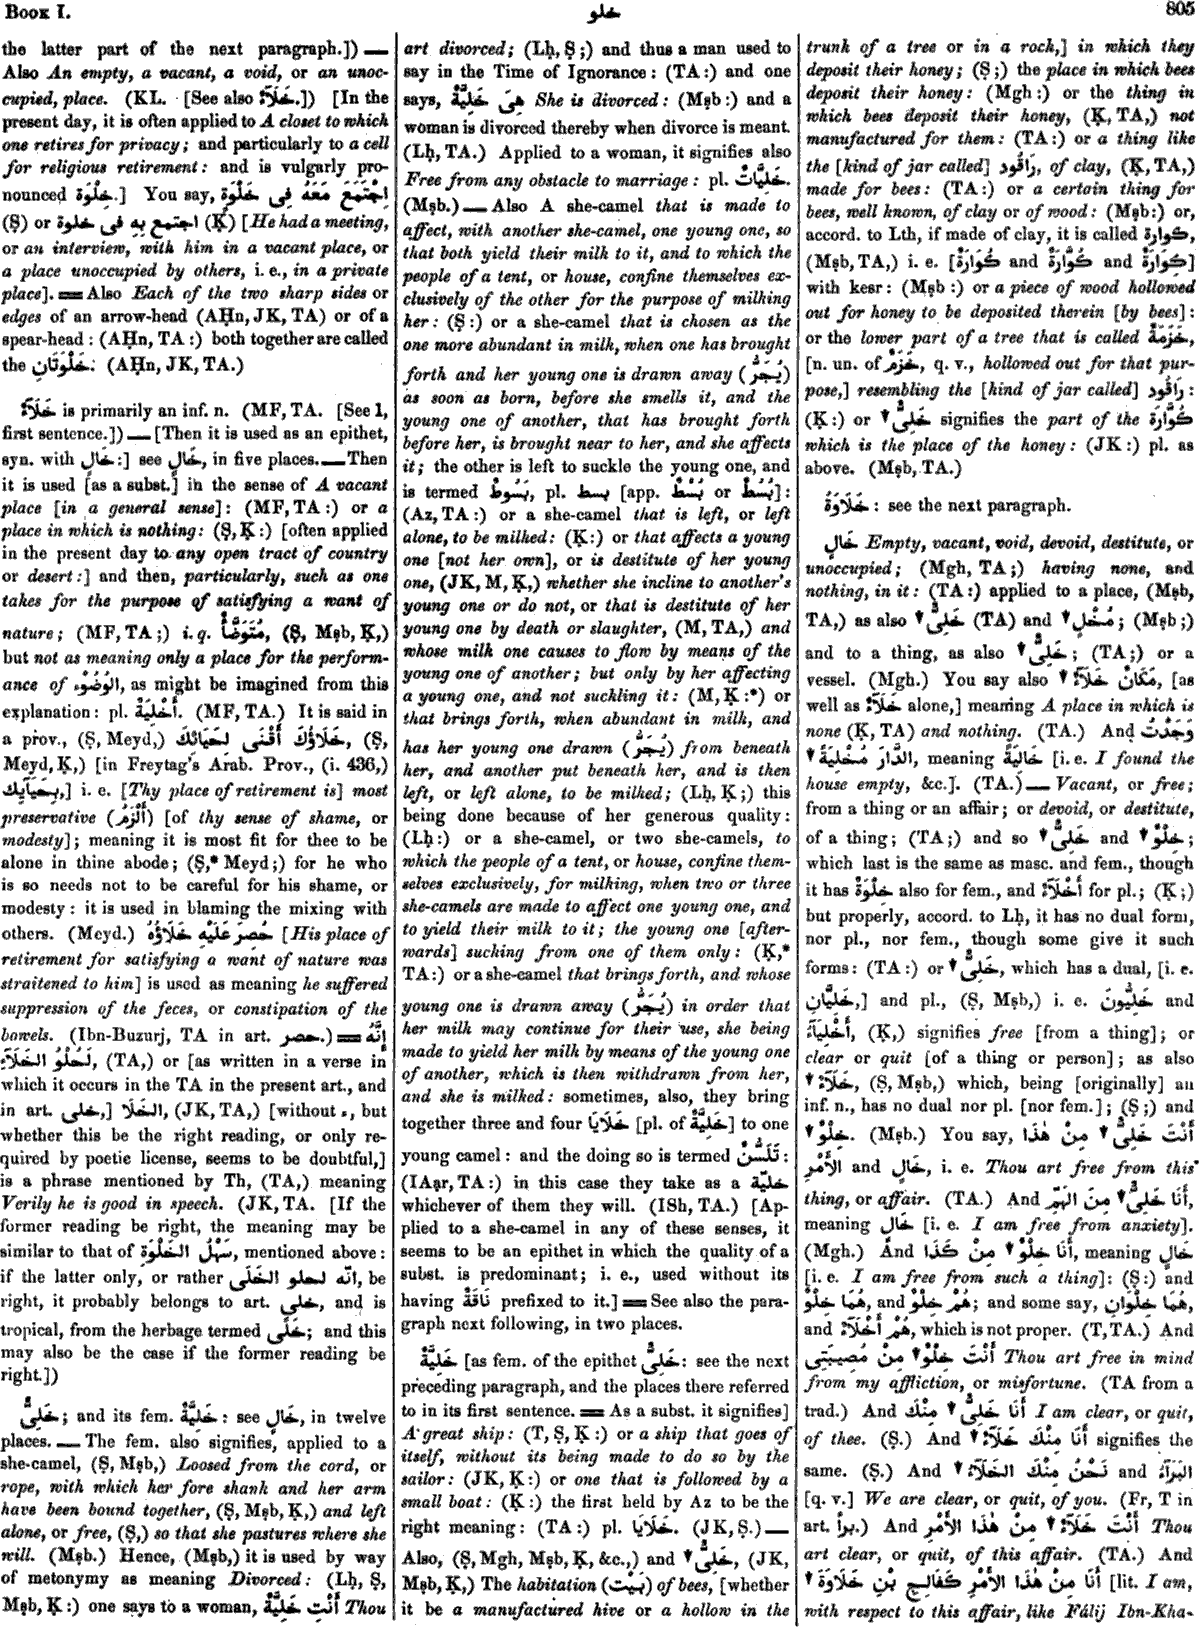 Book I.
خلو
805
the latter part of the next paragraph.]) —
Also An empty, a vacant, a void, or an unoc-
cupied, place. (KL. [See also خَلَآءٌ.]) [In the
present day, it is often applied to A closet to which
one retires for privacy; and particularly to a cell
for religious retirement: and is vulgarly pro-
nounced خِلْوَة.] You say, اِجْتَمَعَ مَعَهُ فِى خَلْوَةٍ
(Ṣ) or اجتمع بِهِ فى خلوة (Ḳ) [He had a meeting,
or an interview, with him in a vacant place, or
a place unoccupied by others, i. e., in a private
place]. ═ Also Each of the two sharp sides or
edges of an arrow-head (AḤn, JK, TA) or of a
spear-head: (AḤn, TA:) both together are called
the خَلْوَتَانِ. (AḤn, JK, TA.)
خَلَآءٌ is primarily an inf. n. (MF, TA. [See 1,
first sentence.]) — [Then it is used as an epithet,
syn. with خَالٍ:] see خَالٍ, in five places. — Then
it is used [as a subst.] in the sense of A vacant
place [in a general sense]: (MF, TA:) or a
place in which is nothing: (Ṣ, Ḳ:) [often applied
in the present day to any open tract of country
or desert:] and then, particularly, such as one
takes for the purpose of satisfying a want of
nature; (MF, TA;) i. q. مُتَوَضَّأٌ, (Ṣ, Mṣb, Ḳ,)
but not as meaning only a place for the perform-
ance of الوُضُوْء, as might be imagined from this
explanation: pl. أَخْلِيَةٌ. (MF, TA.) It is said in
a prov., (Ṣ, Meyd,) خَلَاؤُكَ أَقْنَى لِحَيَائِكَ, (Ṣ,
Meyd, Ḳ,) [in Freytag's Arab. Prov., (i. 436,)
بِحَيَآيِكَ,] i. e. [Thy place of retirement is] most
preservative (أَلْزَمُ) [of thy sense of shame, or
modesty]; meaning it is most fit for thee to be
alone in thine abode; (Ṣ,* Meyd;) for he who
is so needs not to be careful for his shame, or
modesty: it is used in blaming the mixing with
others. (Meyd.) حُصِرَ عَلَيْهِ خَلَاؤُهُ [His place of
retirement for satisfying a want of nature was
straitened to him] is used as meaning he suffered
suppression of the feces, or constipation of the
bowels. (Ibn-Buzurj, TA in art. حصر.) ═ إِنَّهُ
لَحُلْوُ الخَلَآءِ, (TA,) or [as written in a verse in
which it occurs in the TA in the present art., and
in art. خلى,] الخَلَا, (JK, TA,) [without ء, but
whether this be the right reading, or only re-
quired by poetic license, seems to be doubtful,]
is a phrase mentioned by Th, (TA,) meaning
Verily he is good in speech. (JK, TA. [If the
former reading be right, the meaning may be
similar to that of سَهْلُ الخَلْوَةِ, mentioned above:
if the latter only, or rather انّه لحلو الخَلَى, be
right, it probably belongs to art. خلى, and is
tropical, from the herbage termed خَلًى; and this
may also be the case if the former reading be
right.])
خَلِىٌّ; and its fem. خَلِيَّةٌ: see خَالٍ, in twelve
places. — The fem. also signifies, applied to a
she-camel, (Ṣ, Mṣb,) Loosed from the cord, or
rope, with which her fore shank and her arm
have been bound together, (Ṣ, Mṣb, Ḳ,) and left
alone, or free, (Ṣ,) so that she pastures where she
will. (Mṣb.) Hence, (Mṣb,) it is used by way
of metonymy as meaning Divorced: (Lḥ, Ṣ,
Mṣb, Ḳ:) one says to a woman, أَنْتِ خَلِيَّةٌ Thou
art divorced; (Lḥ, Ṣ;) and thus a man used to
say in the Time of Ignorance: (TA:) and one
says, هِىَ خَلِيَّةٌ She is divorced: (Mṣb:) and a
woman is divorced thereby when divorce is meant.
(Lḥ, TA.) Applied to a woman, it signifies also
Free from any obstacle to marriage: pl. خَلِيَّاتٌ.
(Mṣb.) — Also A she-camel that is made to
affect, with another she-camel, one young one, so
that both yield their milk to it, and to which the
people of a tent, or house, confine themselves ex-
clusively of the other for the purpose of milking
her: (Ṣ:) or a she-camel that is chosen as the
one more abundant in milk, when one has brought
forth and her young one is drawn away (يُجَرُّ)
as soon as born, before she smells it, and the
young one of another, that has brought forth
before her, is brought near to her, and she affects
it; the other is left to suckle the young one, and
is termed بَسُوطٌ, pl. بسط [app. بُسْطٌ or بُسُطٌ]:
(Az, TA:) or a she-camel that is left, or left
alone, to be milked: (Ḳ:) or that affects a young
one [not her own], or is destitute of her young
one, (JK, M, Ḳ,) whether she incline to another's
young one or do not, or that is destitute of her
young one by death or slaughter, (M, TA,) and
whose milk one causes to flow by means of the
young one of another; but only by her affecting
a young one, and not suckling it: (M, Ḳ:*) or
that brings forth, when abundant in milk, and
has her young one drawn (يُجَرُّ) from beneath
her, and another put beneath her, and is then
left, or left alone, to be milked; (Lḥ, Ḳ;) this
being done because of her generous quality:
(Lḥ:) or a she-camel, or two she-camels, to
which the people of a tent, or house, confine them-
selves exclusively, for milking, when two or three
she-camels are made to affect one young one, and
to yield their milk to it; the young one [after-
wards] sucking from one of them only: (Ḳ,*
TA:) or a she-camel that brings forth, and whose
young one is drawn away (يُجَرُّ) in order that
her milk may continue for their use, she being
made to yield her milk by means of the young one
of another, which is then withdrawn from her,
and she is milked: sometimes, also, they bring
together three and four خَلَايَا [pl. of خَلِيَّةٌ] to one
young camel: and the doing so is termed تَلَسُّنٌ:
(IAạr, TA:) in this case they take as a خليّة
whichever of them they will. (ISh, TA.) [Ap-
plied to a she-camel in any of these senses, it
seems to be an epithet in which the quality of a
subst. is predominant; i. e., used without its
having نَاقَةٌ prefixed to it.] ═ See also the para-
graph next following, in two places.
خَلِيَّةٌ [as fem. of the epithet خَلِىٌّ: see the next
preceding paragraph, and the places there referred
to in its first sentence. ═ As a subst. it signifies]
A great ship: (T, Ṣ, Ḳ:) or a ship that goes of
itself, without its being made to do so by the
sailor: (JK, Ḳ:) or one that is followed by a
small boat: (Ḳ:) the first held by Az to be the
right meaning: (TA:) pl. خَلَايَا. (JK, Ṣ.) —
Also, (Ṣ, Mgh, Mṣb, Ḳ, &c.,) and ▼ خَلِىٌّ, (JK,
Mṣb, Ḳ,) The habitation (بَيْت) of bees, [whether
it be a manufactured hive or a hollow in the
trunk of a tree or in a rock,] in which they
deposit their honey; (Ṣ;) the place in which bees
deposit their honey: (Mgh:) or the thing in
which bees deposit their honey, (Ḳ, TA,) not
manufactured for them: (TA:) or a thing like
the [kind of jar called] رَاقُود, of clay, (Ḳ, TA,)
made for bees: (TA:) or a certain thing for
bees, well known, of clay or of wood: (Mṣb:) or,
accord. to Lth, if made of clay, it is called كوارة,
(Mṣb, TA,) i. e. [كُوَارَةٌ and كُوَّارَةٌ and كِوَارَةٌ]
with kesr: (Mṣb:) or a piece of wood hollowed
out for honey to be deposited therein [by bees]:
or the lower part of a tree that is called خَزَمَةٌ,
[n. un. of خَزَمٌ, q. v., hollowed out for that pur-
pose,] resembling the [kind of jar called] رَاقُود:
(Ḳ:) or ▼ خَلِىٌّ signifies the part of the كُوَّارَة
which is the place of the honey: (JK:) pl. as
above. (Mṣb, TA.)
خَلَاوَةٌ: see the next paragraph.
خَالٍ Empty, vacant, void, devoid, destitute, or
unoccupied; (Mgh, TA;) having none, and
nothing, in it: (TA:) applied to a place, (Mṣb,
TA,) as also ▼ خَلِىٌّ (TA) and ▼ مُخْلٍ; (Mṣb;)
and to a thing, as also ▼ خَلِىٌّ; (TA;) or a
vessel. (Mgh.) You say also ▼ مَكَانٌ خَلَآءٌ, [as
well as خَلَآءٌ alone,] meaning A place in which is
none (Ḳ, TA) and nothing. (TA.) And وَجَدْتُ
▼ الدَّارَ مُخْلِيَةً, meaning خَالِيَةً [i. e. I found the
house empty, &c.]. (TA.) — Vacant, or free;
from a thing or an affair; or devoid, or destitute,
of a thing; (TA;) and so ▼ خَلِىٌّ and ▼ خِلْوٌ;
which last is the same as masc. and fem., though
it has خِلْوَةٌ also for fem., and أَخْلَآءٌ for pl.; (Ḳ;)
but properly, accord. to Lḥ, it has no dual form,
nor pl., nor fem., though some give it such
forms: (TA:) or ▼ خَلِىٌّ, which has a dual, [i. e.
خَلِيَّانِ,] and pl., (Ṣ, Mṣb,) i. e. خَلِيُّونَ and
أَخْلِيَآءُ, (Ḳ,) signifies free [from a thing]; or
clear or quit [of a thing or person]; as also
▼ خَلَآءٌ, (Ṣ, Mṣb,) which, being [originally] an
inf. n., has no dual nor pl. [nor fem.]; (Ṣ;) and
▼ خِلْوٌ. (Mṣb.) You say, أَنْتَ خَلِىٌّ ▼ مِنْ هٰذَا
الأَمْرِ and خَالٍ, i. e. Thou art free from this
thing, or affair. (TA.) And أَنَا خَلِىٌّ ▼ مِنَ الهَمِّ,
meaning خَالٍ [i. e. I am free from anxiety].
(Mgh.) And أَنَا خِلْوٌ ▼ مِنْ كَذَا, meaning خَالٍ
[i. e. I am free from such a thing]: (Ṣ:) and
هُمَا خِلْوٌ, and هُمْ خِلْوٌ; and some say, هُمَا خِلْوَانِ,
and هُمْ أَخْلَآءٌ, which is not proper. (T, TA.) And
أَنْتَ خِلْوٌ ▼ مِنْ مُصِيبَتِى Thou art free in mind
from my affliction, or misfortune. (TA from a
trad.) And أَنَا خَلِىٌّ ▼ مِنْكَ I am clear, or quit,
of thee. (Ṣ.) And ▼ أَنَا مِنْكَ خَلَآءٌ signifies the
same. (Ṣ.) And ▼ نَحْنُ مِنْكَ الخَلَآءُ and البَرَآءُ
[q. v.] We are clear, or quit, of you. (Fr, T in
art. برأ.) And أَنْتَ خَلَآءٌ ▼ مِنْ هٰذَا الأَمْرِ Thou
art clear, or quit, of this affair. (TA.) And
▼ أَنَا مِنْ هٰذَا الأَمْرِ كَفَالِجِ بْنِ خَلَاوَةَ [lit. I am,
with respect to this affair, like Fálij Ibn-Kha-